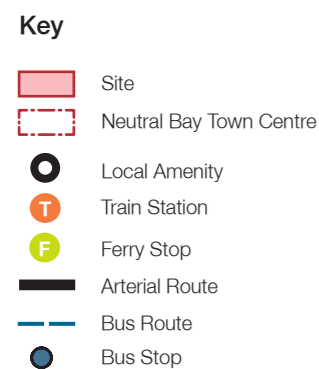 Key
Site
Neutral Bay Town Centre
Local Amenity
T Train Station
F Ferry Stop
Arterial Route
Bus Route
Bus Stop